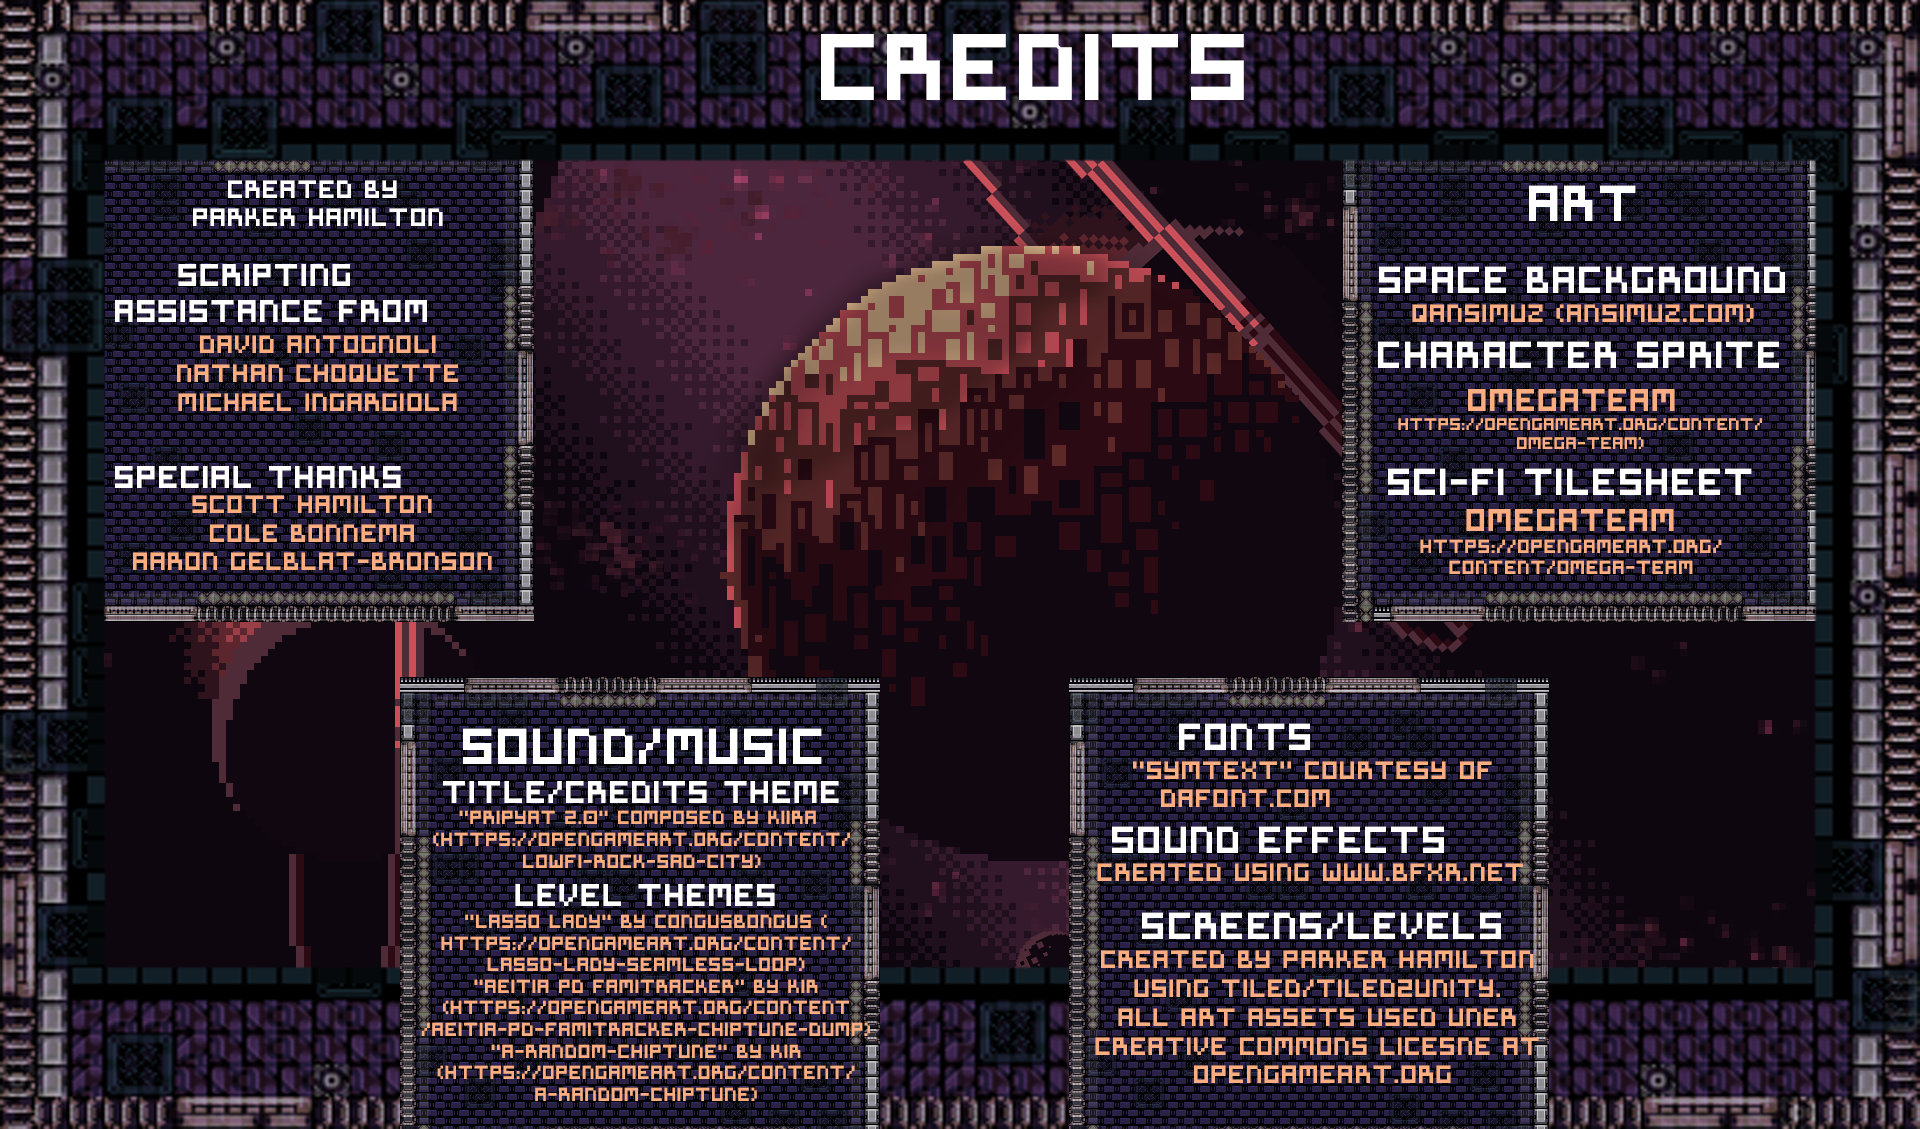 CREDITS
CREATED BY
PARKER HAMILTON
SCRIPTING
ASSISTANCE FROM
DAVID ANTOGNOLI
NATHAN CHOQUETTE
MICHAEL INGARGIOLA
SPECIAL THANKS
SCOTT HAMILTON
COLE BONNEMA
AARON GELBLAT-BRONSON
ART
SPACE BACKGROUND
QANSIMUZ (ANSIMUZ.COM)
CHARACTER SPRITE
OMEGATEAM
HTTPS://OPENGAMEART.ORG/CONTENT/
OMEGA-TEAM)
SCI-FI TILESHEET
OMEGATEAM
HTTPS://OPENGAMEART.ORG/
CONTENT/OMEGA-TEAM
SOUND/MUSIC
TITLE/CREDITS THEME
"PRIPYAT 2.0" COMPOSED BY KIIRA
(HTTPS://OPENGAMEART.ORG/CONTENT/
LOWFI-ROCK-SAD-CITY)
LEVEL THEMES
"LASSO LADY" BY CONGUSBONGUS (
HTTPS://OPENGAMEART.ORG/CONTENT/
LASSO-LADY-SEAMLESS-LOOP)
"AEITIA PD FAMITRACKER" BY KIR
(HTTPS://OPENGAMEART.ORG/CONTENT
/AEITIA-PD-FAMITRACKER-CHIPTUNE-DUMP)
"A-RANDOM-CHIPTUNE" BY KIR
(HTTPS://OPENGAMEART.ORG/CONTENT/
A-RANDOM-CHIPTUNE)
FONTS
"SYMTEXT" COURTESY OF
DAFONT.COM
SOUND EFFECTS
CREATED USING WWW.BFXR.NET
SCREENS/LEVELS
CREATED BY PARKER HAMILTON
USING TILED/TILED2UNITY.
ALL ART ASSETS USED UNER
CREATIVE COMMONS LICESNE AT
OPENGAMEART.ORG